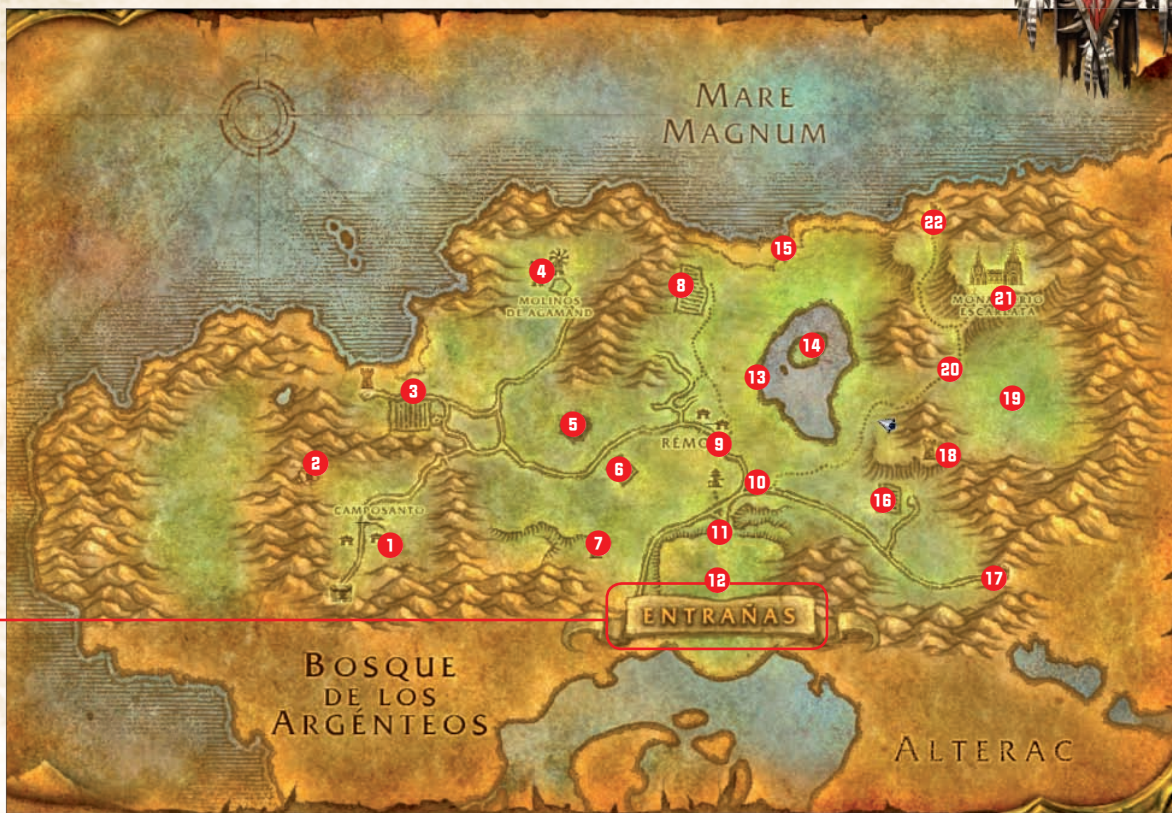 MARE
MAGNUM
22
15
4
8
21
MOLINOS
DE AGAMAND
ESCARLATA
14
20
13
3
19
5
RÉMOL
9
18
2
6
10
16
CAMPOSANTO
11
1
7
12
17
ENTRAÑAS
BOSQUE
DE LOS
ARGÉNTEOS
ALTERAC